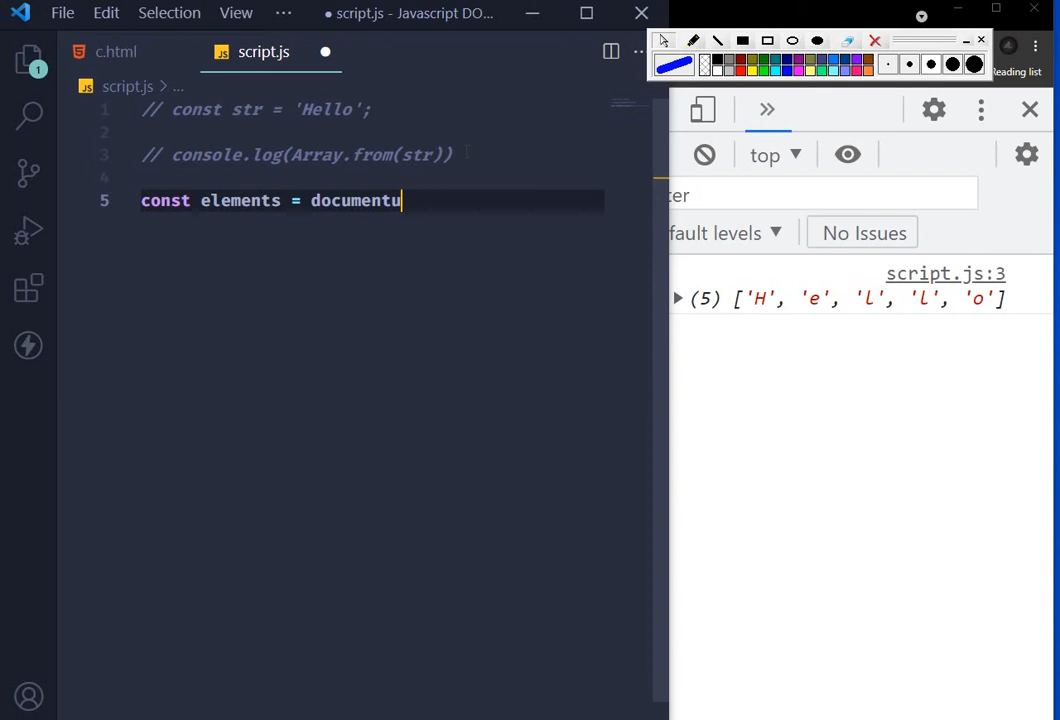 File Edit Selection View ··· ● script.js - Javascript DO...
c.html script.js
script.js > ...
1 // const str = 'Hello';
2
3 // console.log(Array.from(str))
4
5 const elements = documentu
1
Reading list
top
ter
fault levels No Issues
script.js:3
(5) ['H', 'e', 'l', 'l', 'o']